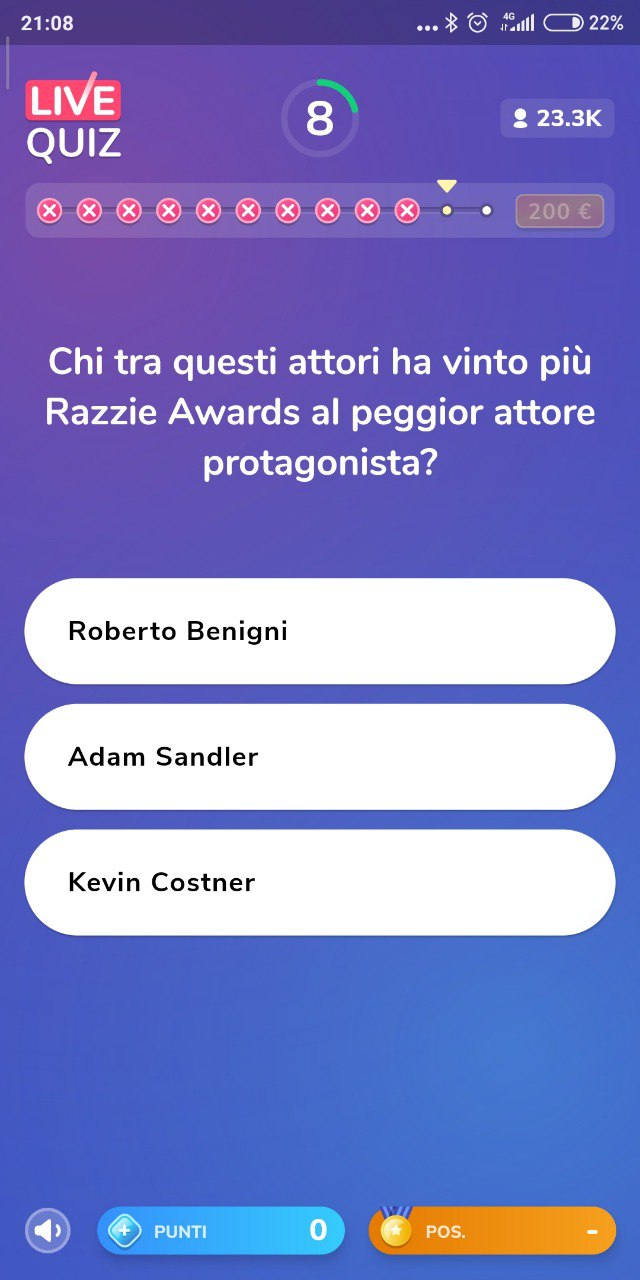 21:08
4G
22%
LIVE
QUIZ
8
23.3K
200 €
Chi tra questi attori ha vinto più
Razzie Awards al peggior attore
protagonista?
Roberto Benigni
Adam Sandler
Kevin Costner
PUNTI 0
POS. -